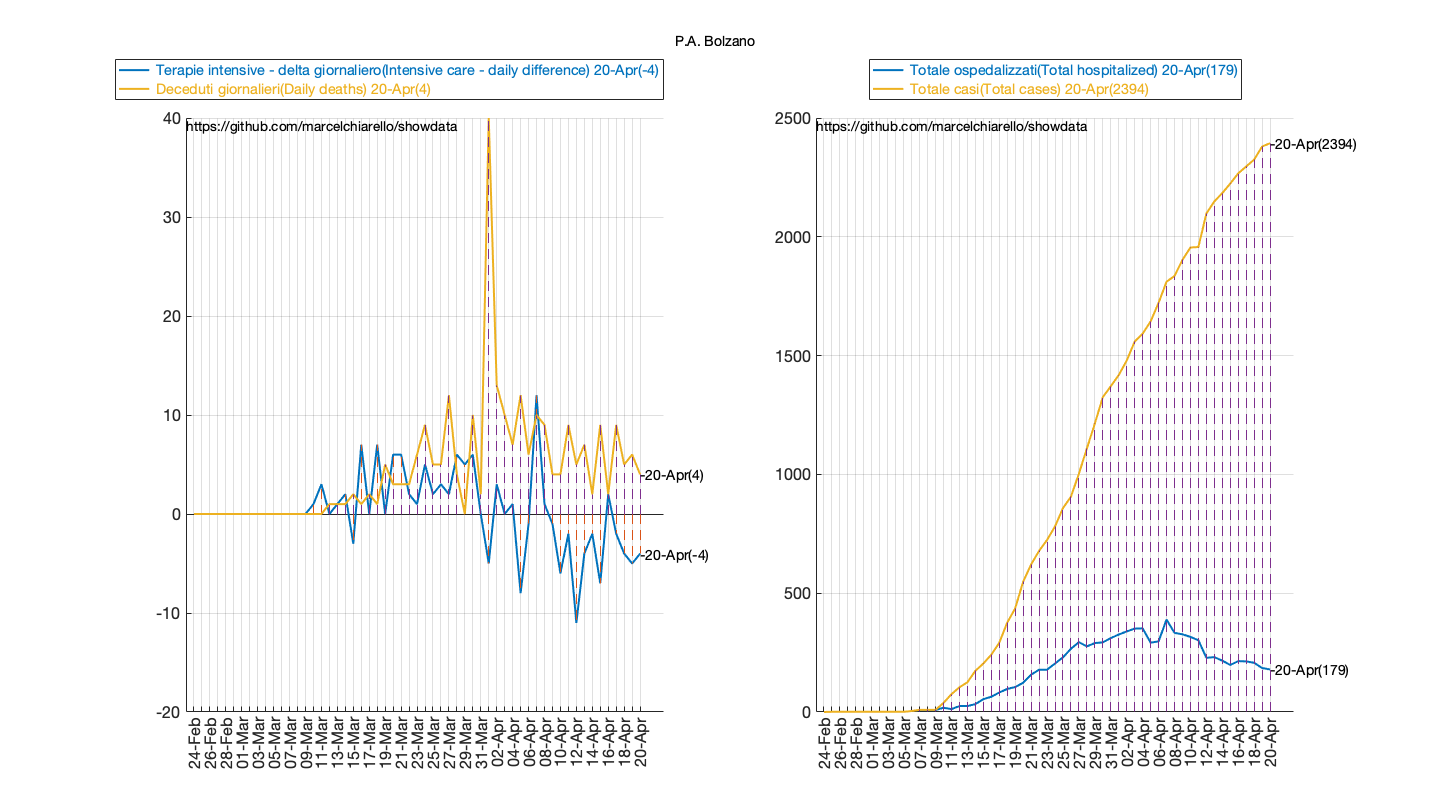 P.A. Bolzano
Terapie intensive - delta giornaliero(Intensive care - daily difference) 20-Apr(-4)
Deceduti giornalieri(Daily deaths) 20-Apr(4)
https://github.com/marcelchiarello/showdata
40
30
20
10
0
-10
-20
-20-Apr(4)
-20-Apr(-4)
24-Feb
26-Feb
28-Feb
01-Mar
03-Mar
05-Mar
07-Mar
09-Mar
11-Mar
13-Mar
15-Mar
17-Mar
19-Mar
21-Mar
23-Mar
25-Mar
27-Mar
29-Mar
31-Mar
02-Apr
04-Apr
06-Apr
08-Apr
10-Apr
12-Apr
14-Apr
16-Apr
18-Apr
20-Apr
Totale ospedalizzati(Total hospitalized) 20-Apr(179)
Totale casi(Total cases) 20-Apr(2394)
https://github.com/marcelchiarello/showdata
2500
2000
1500
1000
500
0
-20-Apr(2394)
-20-Apr(179)
24-Feb
26-Feb
28-Feb
01-Mar
03-Mar
05-Mar
07-Mar
09-Mar
11-Mar
13-Mar
15-Mar
17-Mar
19-Mar
21-Mar
23-Mar
25-Mar
27-Mar
29-Mar
31-Mar
02-Apr
04-Apr
06-Apr
08-Apr
10-Apr
12-Apr
14-Apr
16-Apr
18-Apr
20-Apr